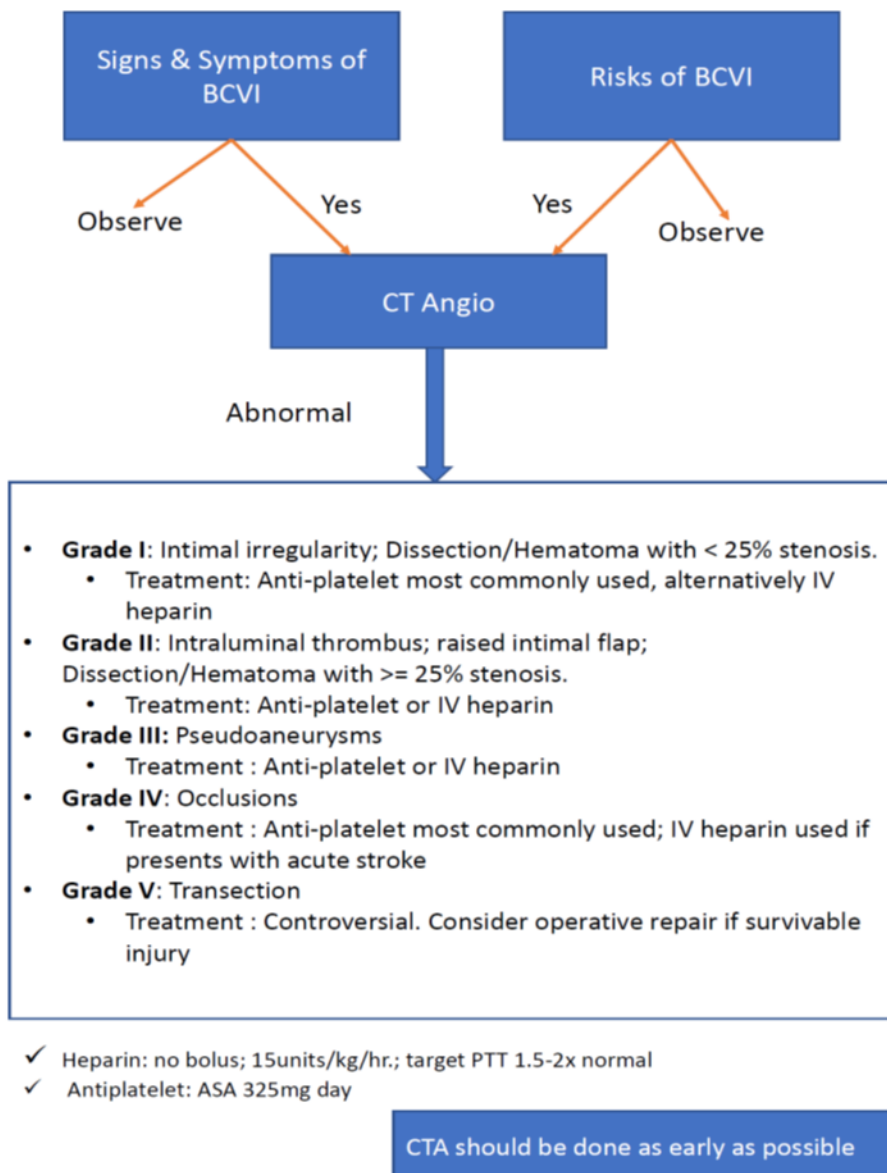 Signs & Symptoms of
BCVI
Risks of BCVI
Observe
Yes
Yes
Observe
CT Angio
Abnormal
• Grade I: Intimal irregularity; Dissection/Hematoma with < 25% stenosis.
• Treatment: Anti-platelet most commonly used, alternatively IV
heparin
• Grade II: Intraluminal thrombus; raised intimal flap;
Dissection/Hematoma with >= 25% stenosis.
• Treatment: Anti-platelet or IV heparin
• Grade III: Pseudoaneurysms
• Treatment : Anti-platelet or IV heparin
• Grade IV: Occlusions
• Treatment : Anti-platelet most commonly used; IV heparin used if
presents with acute stroke
• Grade V: Transection
• Treatment : Controversial. Consider operative repair if survivable
injury
✓ Heparin: no bolus; 15units/kg/hr.; target PTT 1.5-2x normal
✓ Antiplatelet: ASA 325mg day
CTA should be done as early as possible